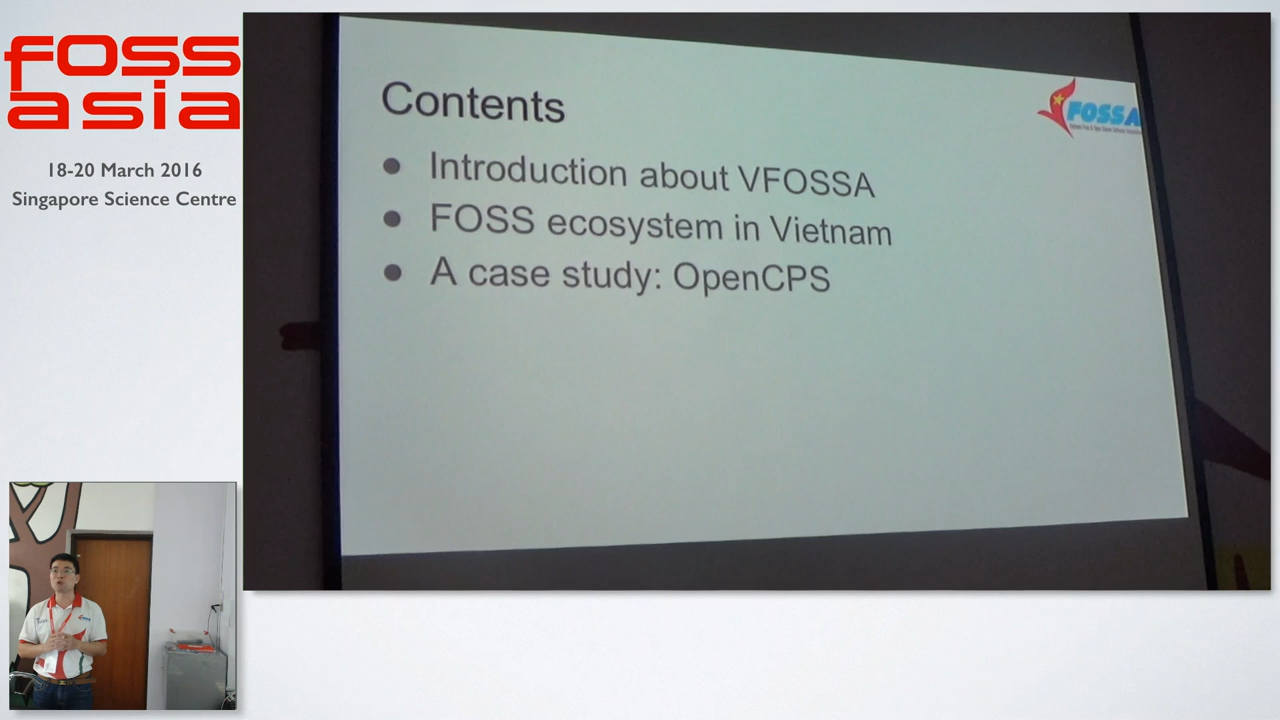 foss
asia
18-20 March 2016
Singapore Science Centre
Contents
FOSSA
● Introduction about VFOSSA
● FOSS ecosystem in Vietnam
● A case study: OpenCPS